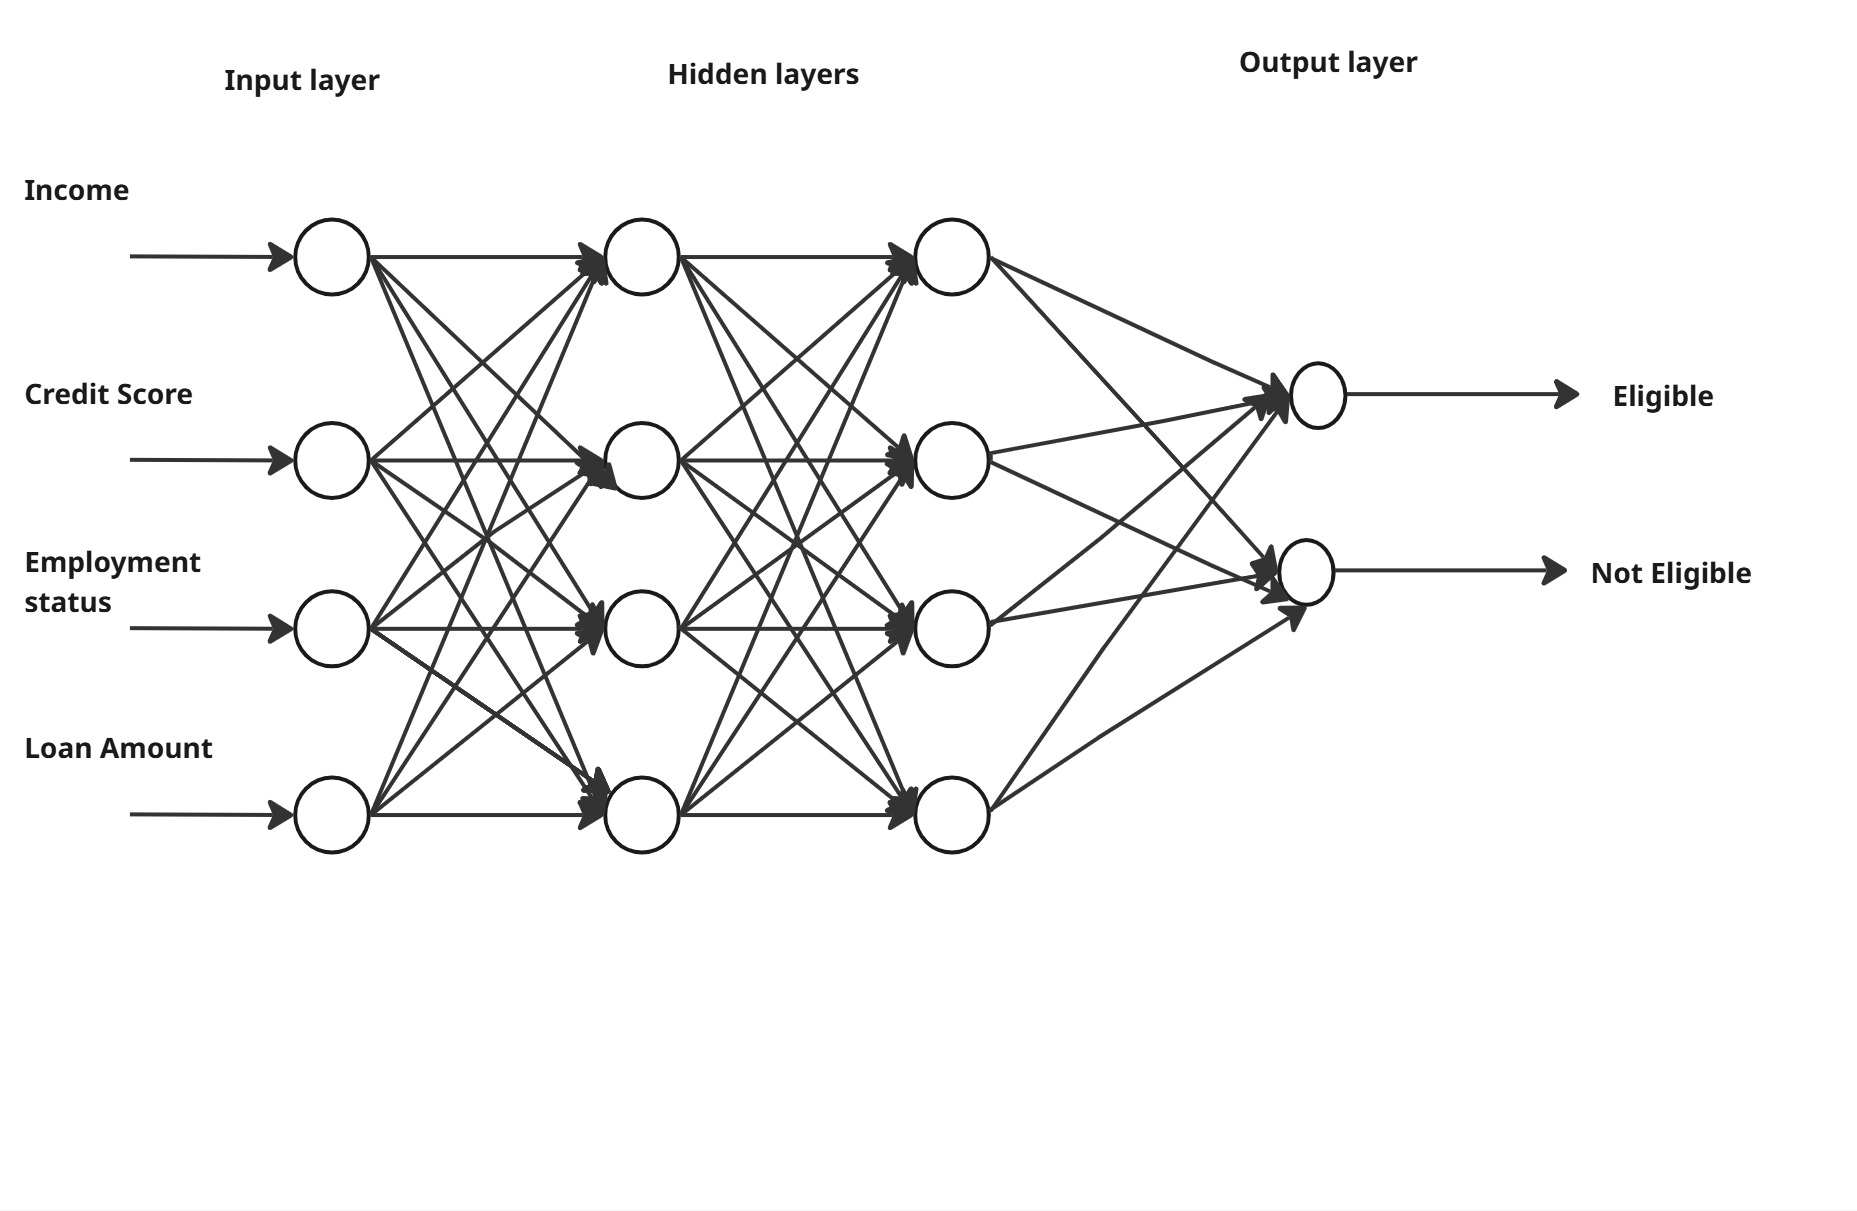 Input layer
Hidden layers
Output layer
Income
Credit Score
Employment
status
Loan Amount
Eligible
Not Eligible